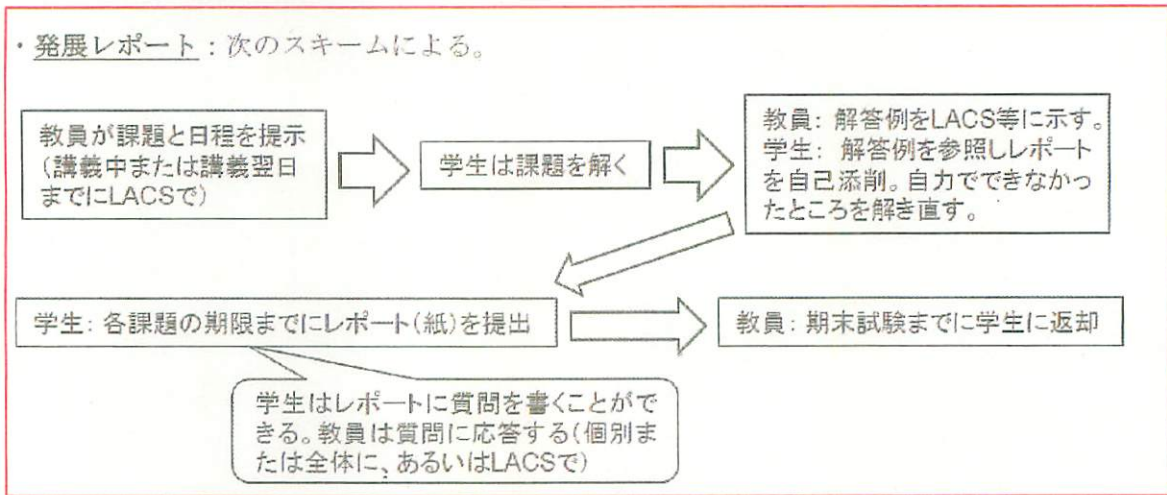 ・発展レポート：次のスキームによる。
教員が課題と日程を提示
(講義中または講義翌日
までにLACSで)
学生は課題を解く
教員：解答例をLACS等に示す。
学生：解答例を参照しレポート
を自己添削。自力でできなかっ
たところを解き直す。
学生：各課題の期限までにレポート(紙)を提出
教員：期末試験までに学生に返却
学生はレポートに質問を書くことがで
きる。教員は質問に応答する(個別ま
たは全体に、あるいはLACSで)